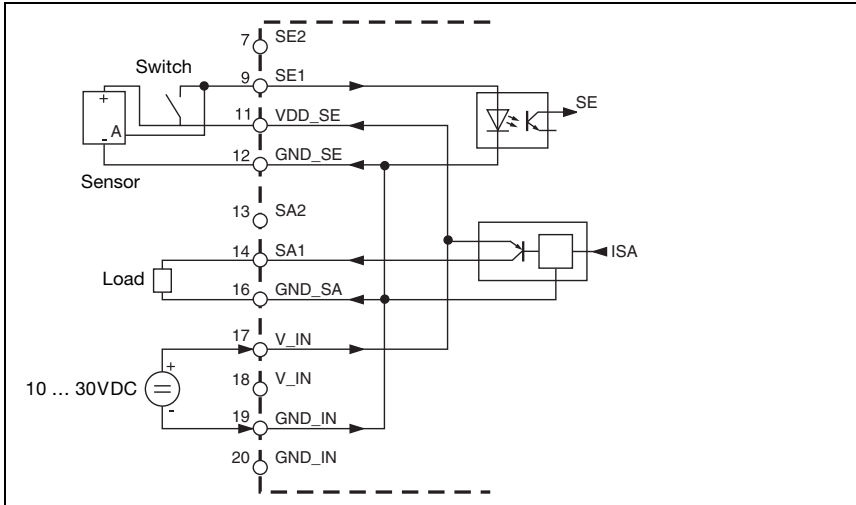 7 SE2
Switch
9 SE1
SE
+
11 VDD_SE
A
-
12 GND_SE
Sensor
13 SA2
14 SA1
ISA
Load
16 GND_SA
17 V_IN
+
10 ... 30VDC
18 V_IN
-
19 GND_IN
20 GND_IN